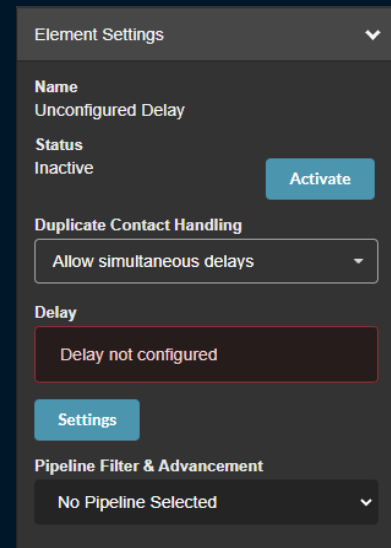 Element Settings
Name
Unconfigured Delay
Status
Inactive
Activate
Duplicate Contact Handling
Allow simultaneous delays
Delay
Delay not configured
Settings
Pipeline Filter & Advancement
No Pipeline Selected